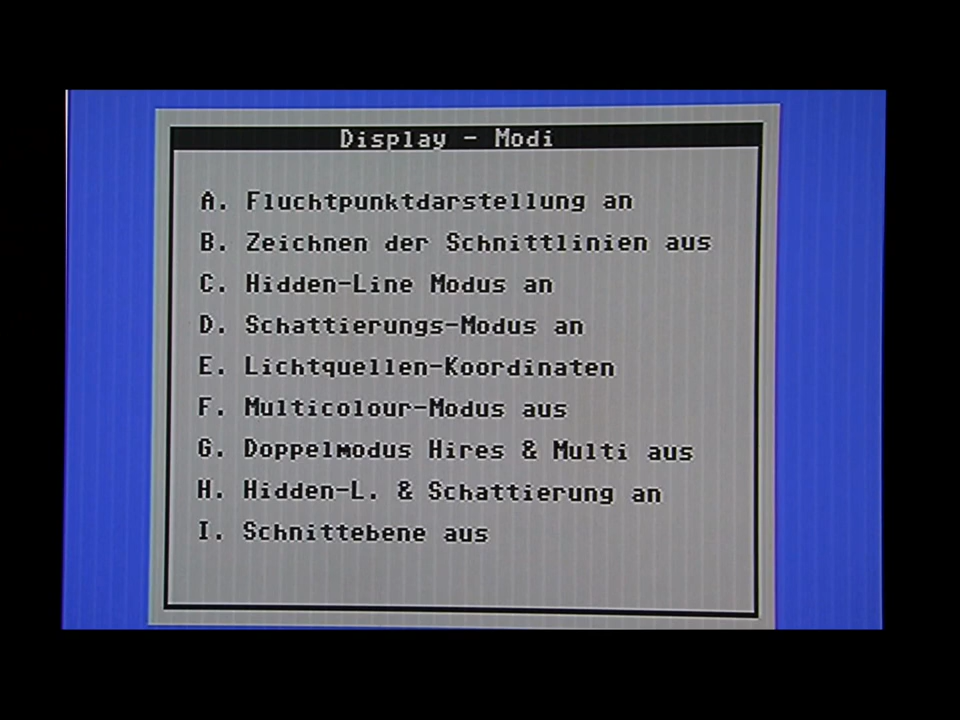 Display - Modi
A. Fluchtpunktdarstellung an
B. Zeichnen der Schnittlinien aus
C. Hidden-Line Modus an
D. Schattierungs-Modus an
E. Lichtquellen-Koordinaten
F. Multicolour-Modus aus
G. Doppelmodus Hires & Multi aus
H. Hidden-L. & Schattierung an
I. Schnittebene aus